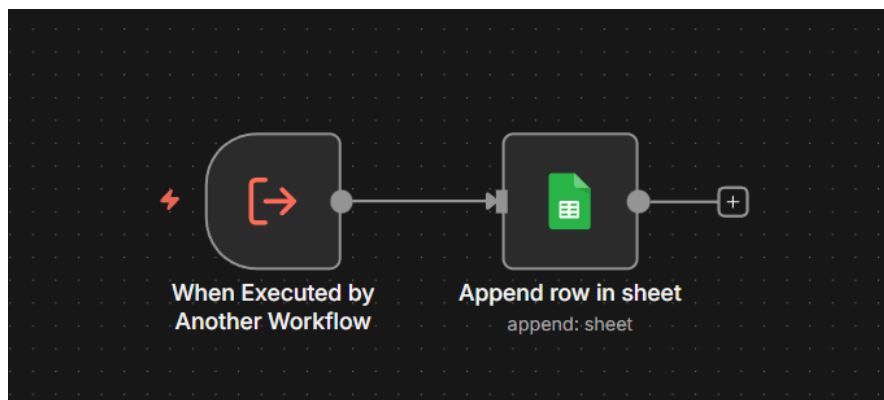 When Executed by
Another Workflow
Append row in sheet
append: sheet